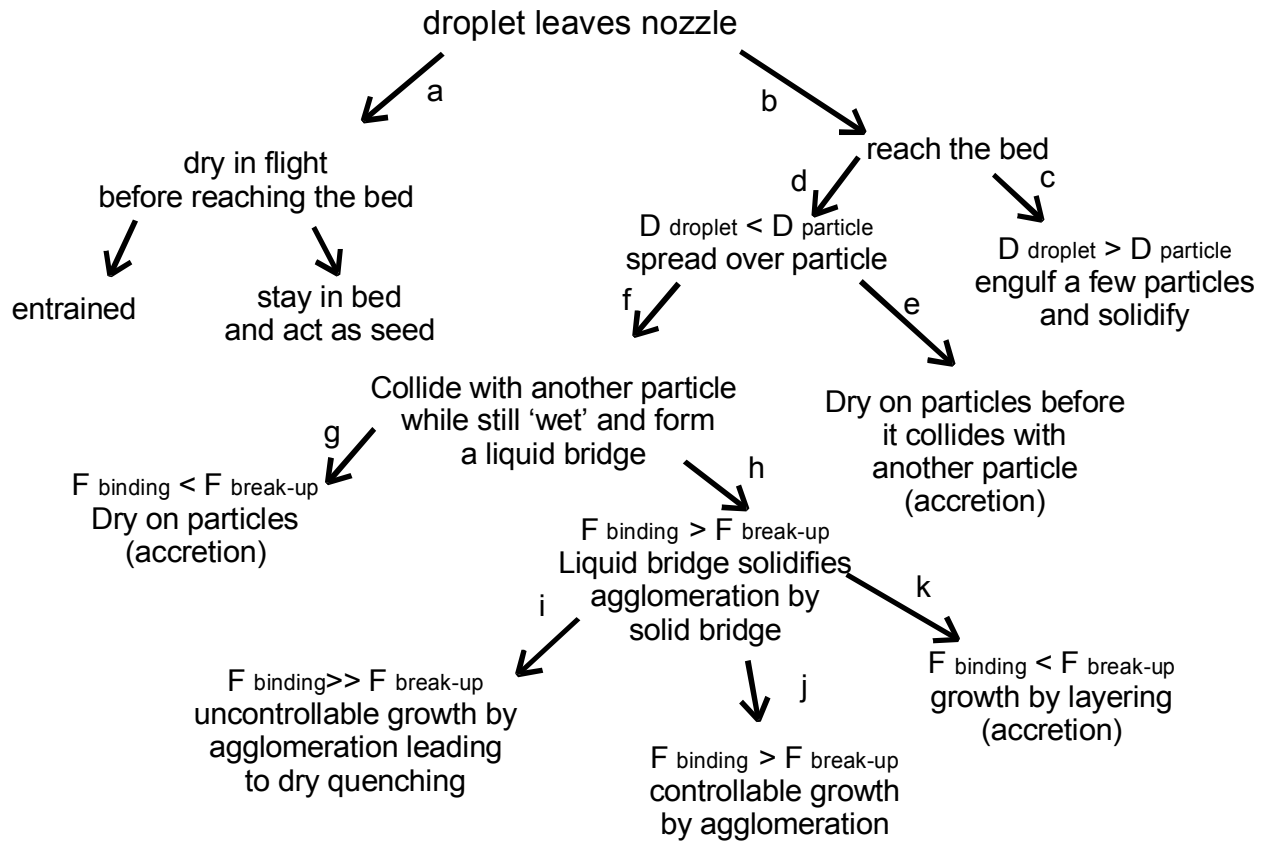 droplet leaves nozzle
a
b
dry in flight
before reaching the bed
reach the bed
d
c
entrained
stay in bed
and act as seed
D droplet < D particle
spread over particle
D droplet > D particle
engulf a few particles
and solidify
f
e
Collide with another particle
while still ‘wet’ and form
a liquid bridge
Dry on particles before
it collides with
another particle
(accretion)
g
h
F binding < F break-up
Dry on particles
(accretion)
F binding > F break-up
Liquid bridge solidifies
agglomeration by
solid bridge
i
j
k
F binding>> F break-up
uncontrollable growth by
agglomeration leading
to dry quenching
F binding > F break-up
controllable growth
by agglomeration
F binding < F break-up
growth by layering
(accretion)